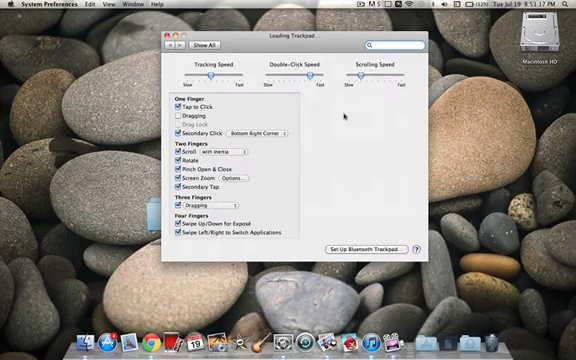 System Preferences Edit View Window Help
(12%) Tue Jul 19 8:53:17 PM
Loading Trackpad...
Show All
Macintosh HD
Tracking Speed Double-Click Speed Scrolling Speed
Slow Fast Slow Fast Slow Fast
One Finger
Tap to Click
Dragging
Drag Lock
Secondary Click Bottom Right Corner
Two Fingers
Scroll with Inertia
Rotate
Pinch Open & Close
Screen Zoom Options...
Secondary Tap
Three Fingers
Dragging
Four Fingers
Swipe Up/Down for Exposé
Swipe Left/Right to Switch Applications
Set Up Bluetooth Trackpad... ?
19